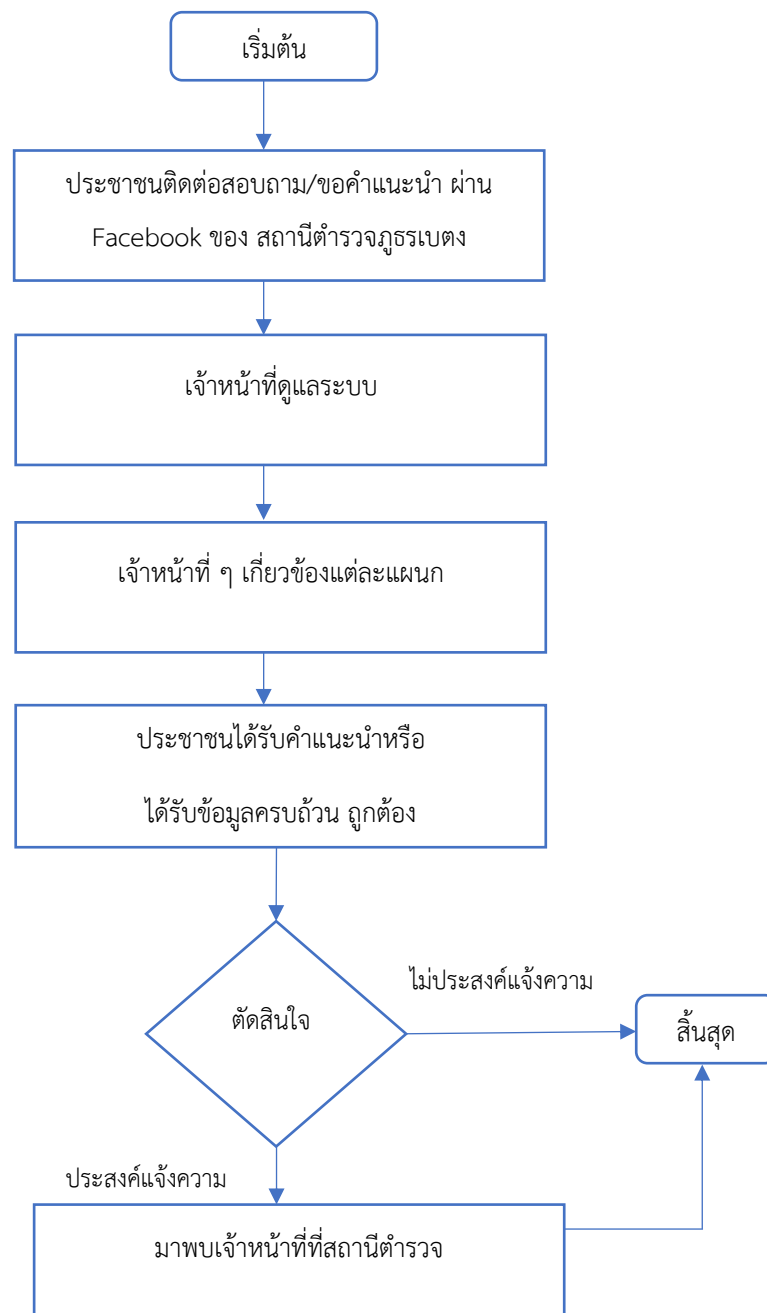 เริ่มต้น
ประชาชนติดต่อสอบถาม/ขอคำแนะนำ ผ่าน
Facebook ของ สถานีตำรวจภูธรเบตง
เจ้าหน้าที่ดูแลระบบ
เจ้าหน้าที่ ๆ เกี่ยวข้องแต่ละแผนก
ประชาชนได้รับคำแนะนำหรือ
ได้รับข้อมูลครบถ้วน ถูกต้อง
ไม่ประสงค์แจ้งความ
ตัดสินใจ
สิ้นสุด
ประสงค์แจ้งความ
มาพบเจ้าหน้าที่ที่สถานีตำรวจ